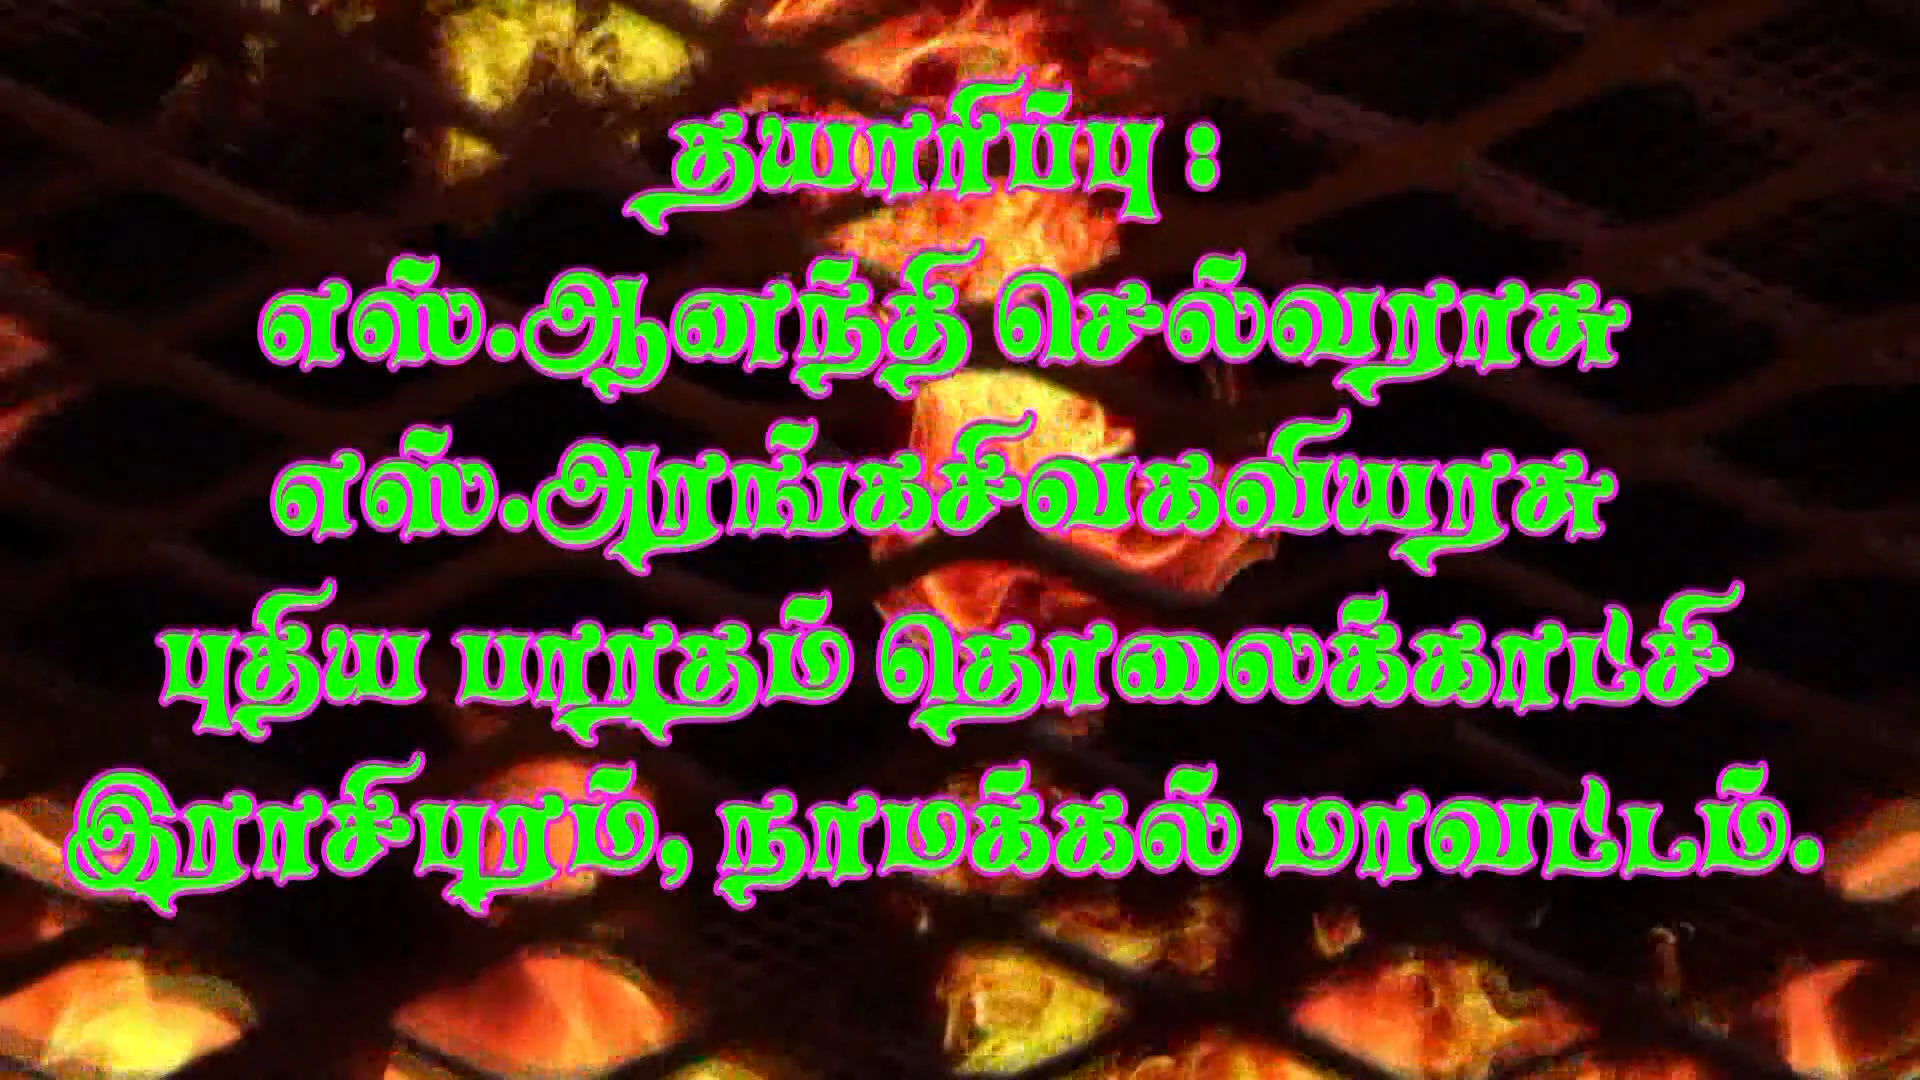 தயாரிப்பு :
எஸ்.ஆனந்தி செல்வராசு
எஸ்.அரங்கசிவகவியரசு
புதிய பாரதம் தொலைக்காட்சி
இராசிபுரம், நாமக்கல் மாவட்டம்.